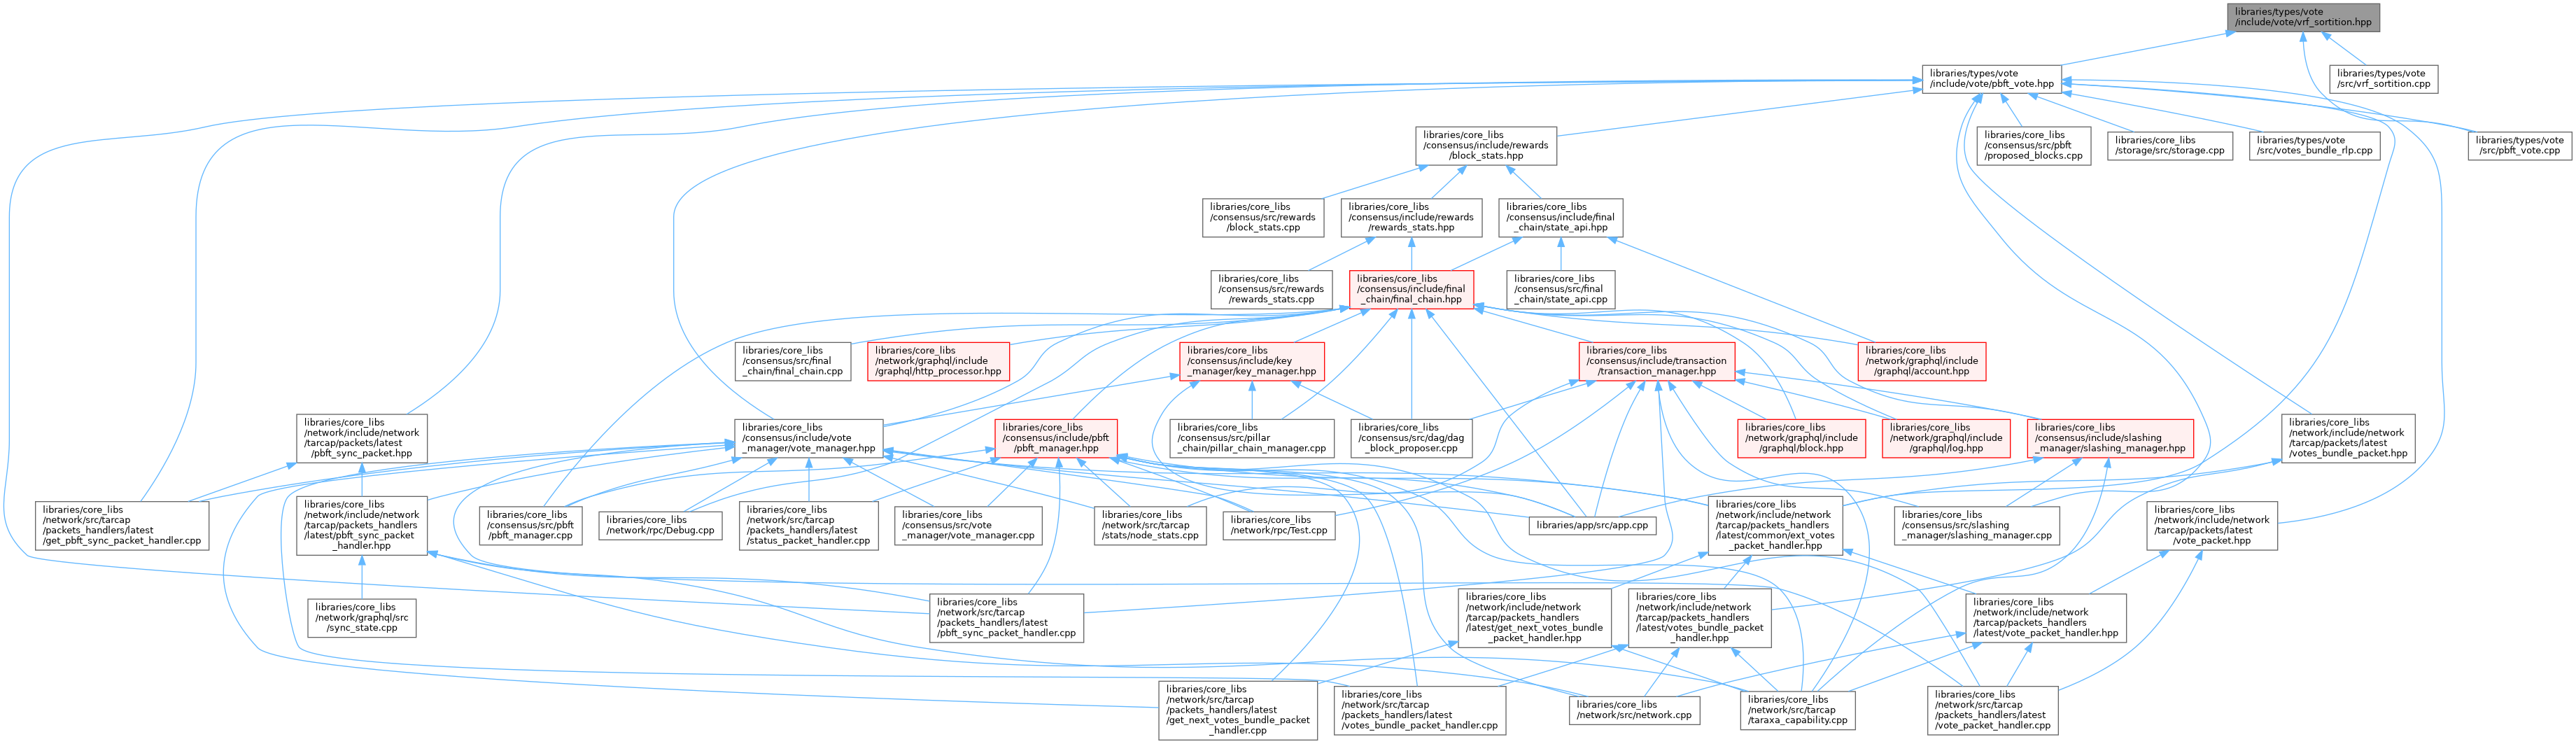 libraries/types/vote
/include/vote/vrf_sortition.hpp
libraries/types/vote
/include/vote/pbft_vote.hpp
libraries/types/vote
/src/vrf_sortition.cpp
libraries/core_libs
/consensus/include/rewards
/block_stats.hpp
libraries/core_libs
/consensus/src/pbft
/proposed_blocks.cpp
libraries/core_libs
/storage/src/storage.cpp
libraries/types/vote
/src/votes_bundle_rlp.cpp
libraries/types/vote
/src/pbft_vote.cpp
libraries/core_libs
/consensus/src/rewards
/block_stats.cpp
libraries/core_libs
/consensus/include/rewards
/rewards_stats.hpp
libraries/core_libs
/consensus/include/final
_chain/state_api.hpp
libraries/core_libs
/consensus/src/rewards
/rewards_stats.cpp
libraries/core_libs
/consensus/include/final
_chain/final_chain.hpp
libraries/core_libs
/consensus/src/final
_chain/state_api.cpp
libraries/core_libs
/consensus/src/final
_chain/final_chain.cpp
libraries/core_libs
/network/graphql/include
/graphql/http_processor.hpp
libraries/core_libs
/consensus/include/key
_manager/key_manager.hpp
libraries/core_libs
/consensus/include/transaction
/transaction_manager.hpp
libraries/core_libs
/network/graphql/include
/graphql/account.hpp
libraries/core_libs
/network/include/network
/tarcap/packets/latest
/pbft_sync_packet.hpp
libraries/core_libs
/consensus/include/vote
_manager/vote_manager.hpp
libraries/core_libs
/consensus/include/pbft
/pbft_manager.hpp
libraries/core_libs
/consensus/src/pillar
_chain/pillar_chain_manager.cpp
libraries/core_libs
/consensus/src/dag/dag
_block_proposer.cpp
libraries/core_libs
/network/graphql/include
/graphql/block.hpp
libraries/core_libs
/network/graphql/include
/graphql/log.hpp
libraries/core_libs
/consensus/include/slashing
_manager/slashing_manager.hpp
libraries/core_libs
/network/include/network
/tarcap/packets/latest
/votes_bundle_packet.hpp
libraries/core_libs
/network/src/tarcap
/packets_handlers/latest
/get_pbft_sync_packet_handler.cpp
libraries/core_libs
/network/include/network
/tarcap/packets_handlers
/latest/pbft_sync_packet
_handler.hpp
libraries/core_libs
/consensus/src/pbft
/pbft_manager.cpp
libraries/core_libs
/network/rpc/Debug.cpp
libraries/core_libs
/network/src/tarcap
/packets_handlers/latest
/status_packet_handler.cpp
libraries/core_libs
/consensus/src/vote
_manager/vote_manager.cpp
libraries/core_libs
/network/src/tarcap
/stats/node_stats.cpp
libraries/core_libs
/network/rpc/Test.cpp
libraries/app/src/app.cpp
libraries/core_libs
/network/include/network
/tarcap/packets_handlers
/latest/common/ext_votes
_packet_handler.hpp
libraries/core_libs
/consensus/src/slashing
_manager/slashing_manager.cpp
libraries/core_libs
/network/include/network
/tarcap/packets/latest
/vote_packet.hpp
libraries/core_libs
/network/graphql/src
/sync_state.cpp
libraries/core_libs
/network/src/tarcap
/packets_handlers/latest
/pbft_sync_packet_handler.cpp
libraries/core_libs
/network/include/network
/tarcap/packets_handlers
/latest/get_next_votes_bundle
_packet_handler.hpp
libraries/core_libs
/network/include/network
/tarcap/packets_handlers
/latest/votes_bundle_packet
_handler.hpp
libraries/core_libs
/network/include/network
/tarcap/packets_handlers
/latest/vote_packet_handler.hpp
libraries/core_libs
/network/src/tarcap
/packets_handlers/latest
/get_next_votes_bundle_packet
_handler.cpp
libraries/core_libs
/network/src/tarcap
/packets_handlers/latest
/votes_bundle_packet_handler.cpp
libraries/core_libs
/network/src/network.cpp
libraries/core_libs
/network/src/tarcap
/taraxa_capability.cpp
libraries/core_libs
/network/src/tarcap
/packets_handlers/latest
/vote_packet_handler.cpp